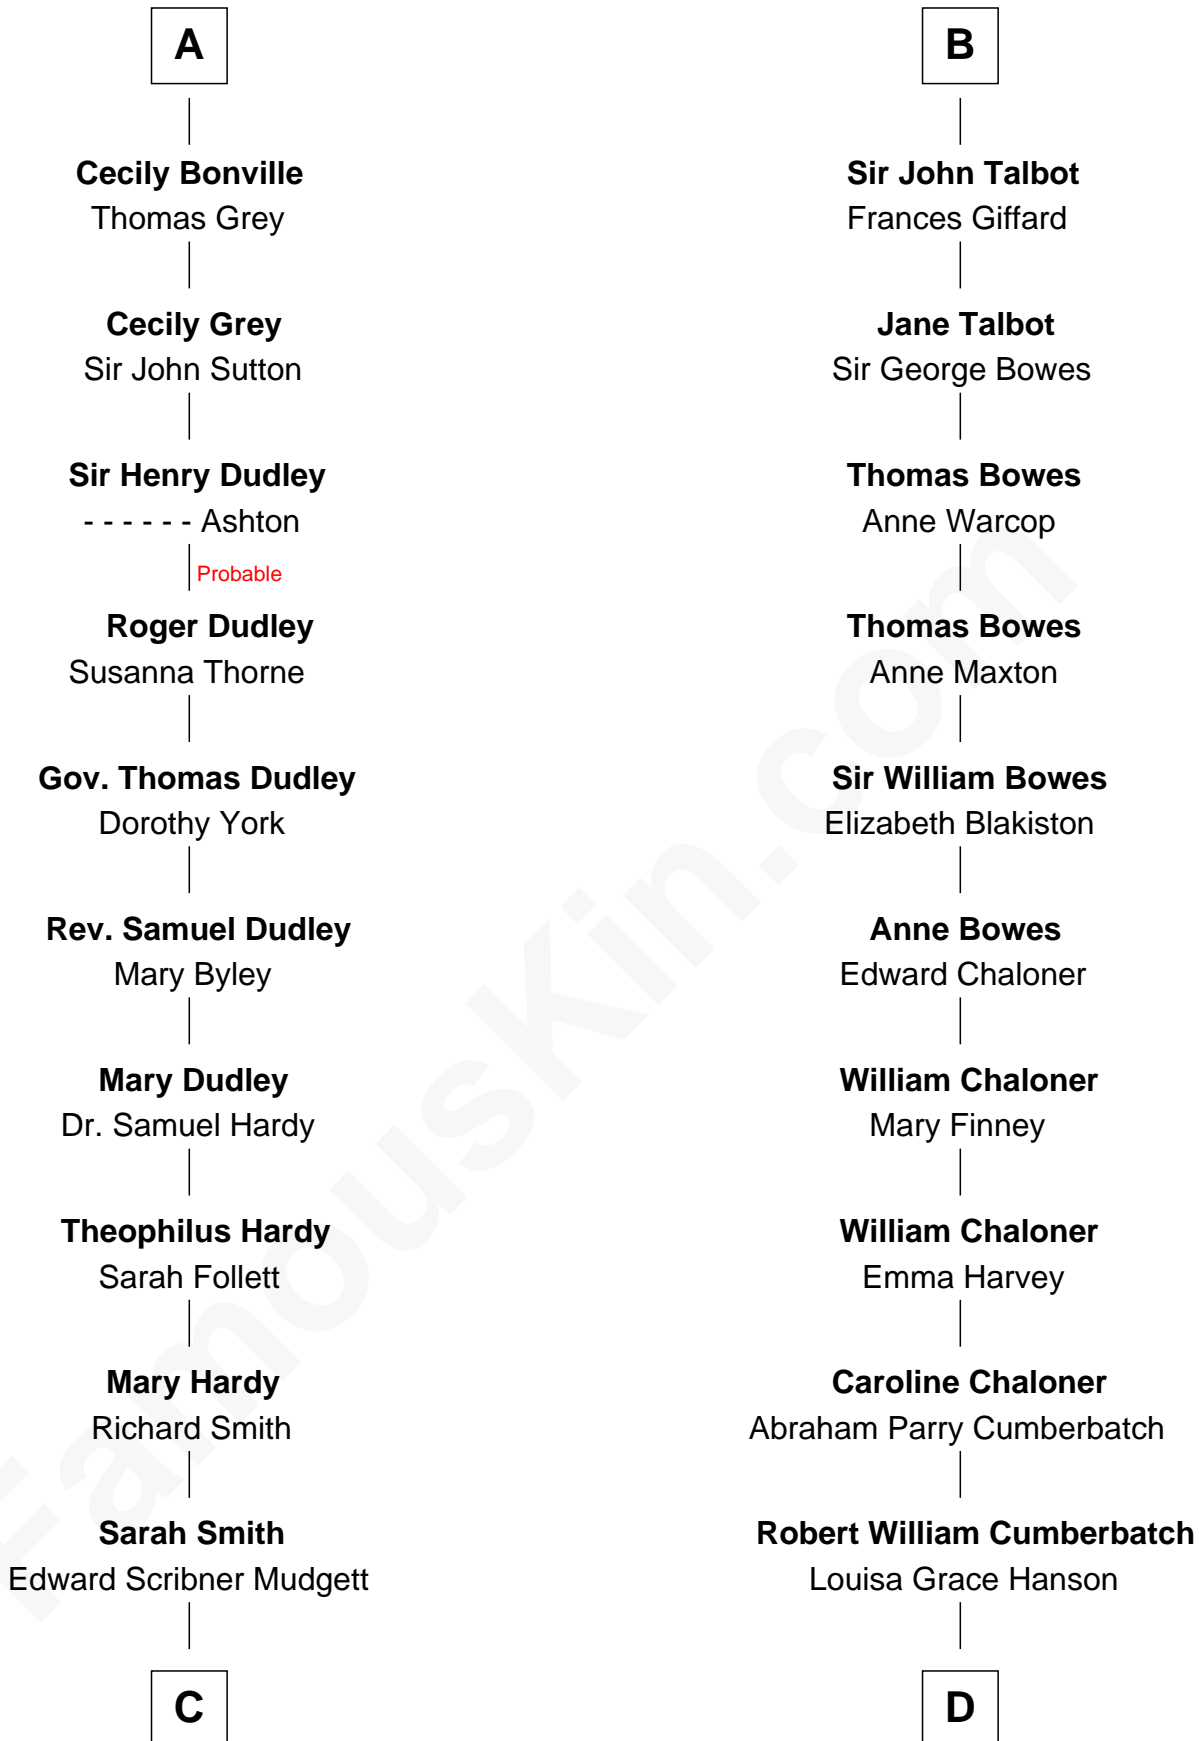 A
Cecily Bonville
Thomas Grey
Cecily Grey
Sir John Sutton
Sir Henry Dudley
- - - - - - Ashton
Probable
Roger Dudley
Susanna Thorne
Gov. Thomas Dudley
Dorothy York
Rev. Samuel Dudley
Mary Byley
Mary Dudley
Dr. Samuel Hardy
Theophilus Hardy
Sarah Follett
Mary Hardy
Richard Smith
Sarah Smith
Edward Scribner Mudgett
C
B
Sir John Talbot
Frances Giffard
Jane Talbot
Sir George Bowes
Thomas Bowes
Anne Warcop
Thomas Bowes
Anne Maxton
Sir William Bowes
Elizabeth Blakiston
Anne Bowes
Edward Chaloner
William Chaloner
Mary Finney
William Chaloner
Emma Harvey
Caroline Chaloner
Abraham Parry Cumberbatch
Robert William Cumberbatch
Louisa Grace Hanson
D
FamousKin.com